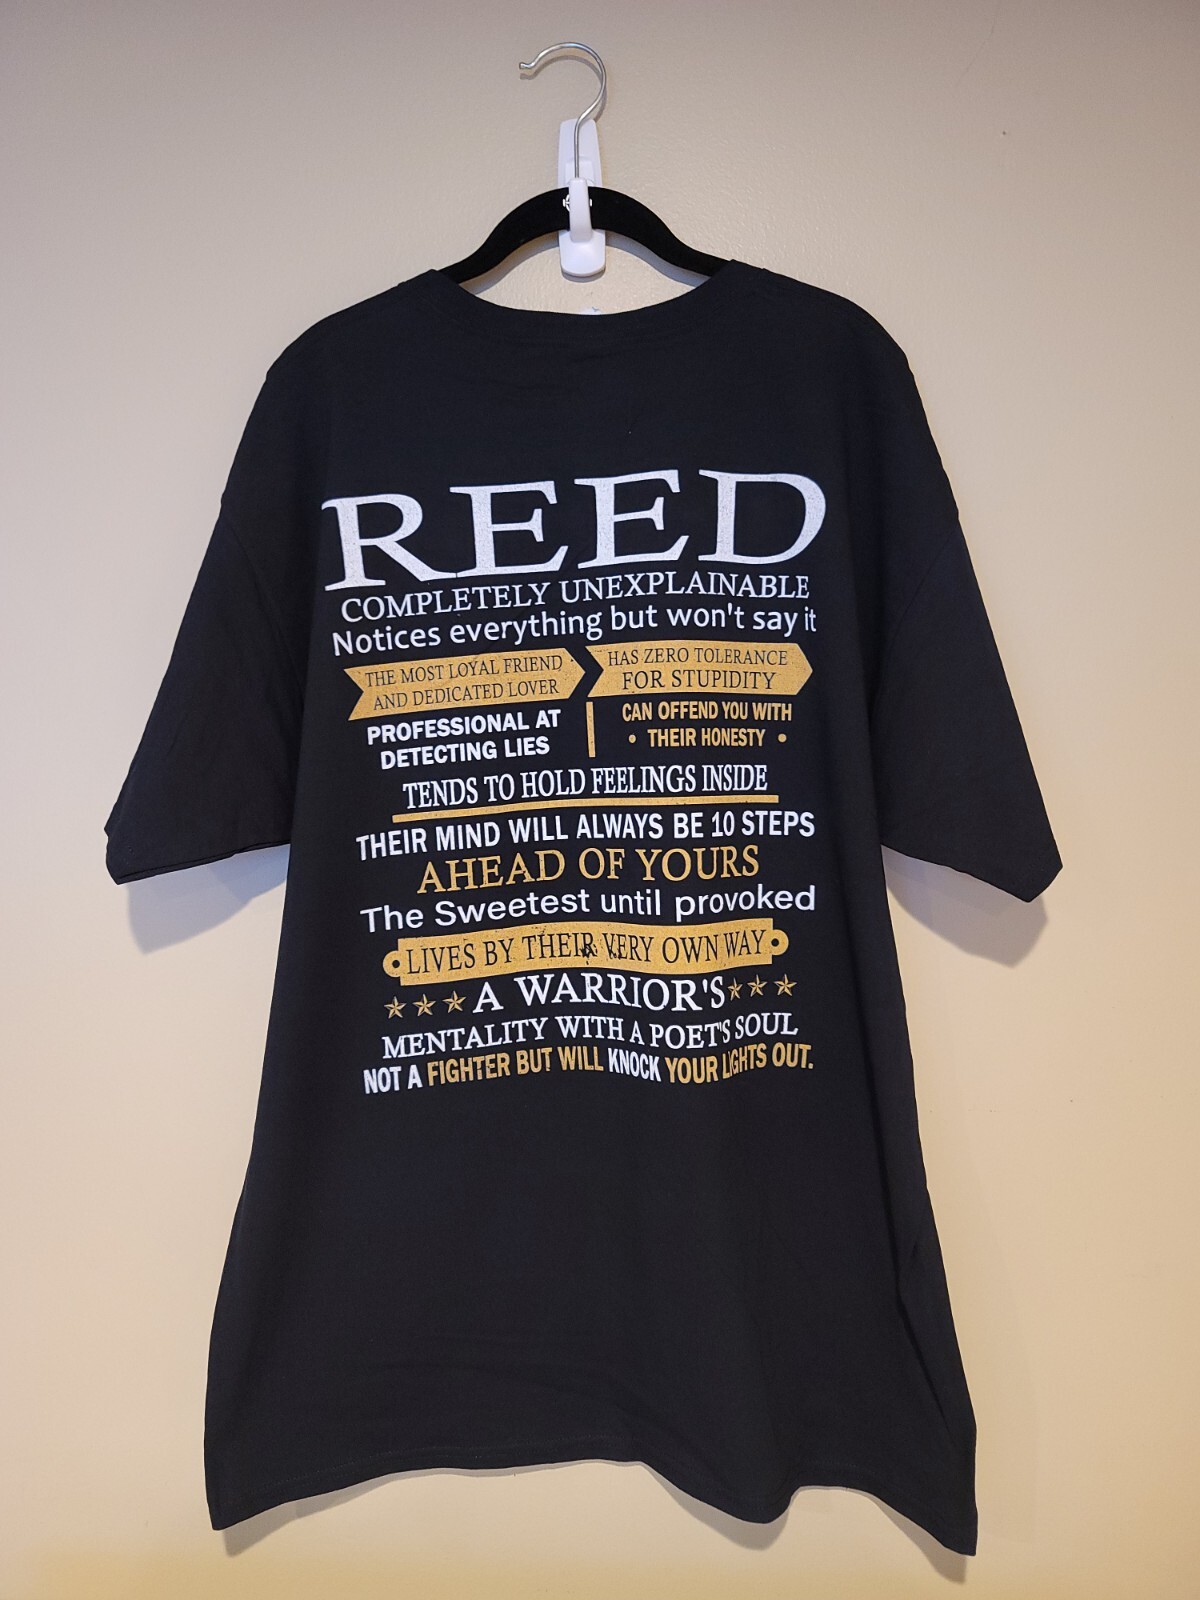 REED
COMPLETELY UNEXPLAINABLE
Notices everything but won't say it
THE MOST LOYAL FRIEND
AND DEDICATED LOVER
HAS ZERO TOLERANCE
FOR STUPIDITY
PROFESSIONAL AT
DETECTING LIES
CAN OFFEND YOU WITH
• THEIR HONESTY •
TENDS TO HOLD FEELINGS INSIDE
THEIR MIND WILL ALWAYS BE 10 STEPS
AHEAD OF YOURS
The Sweetest until provoked
LIVES BY THEIR VERY OWN WAY
A WARRIOR'S
MENTALITY WITH A POET'S SOUL
NOT A FIGHTER BUT WILL KNOCK YOUR LIGHTS OUT.